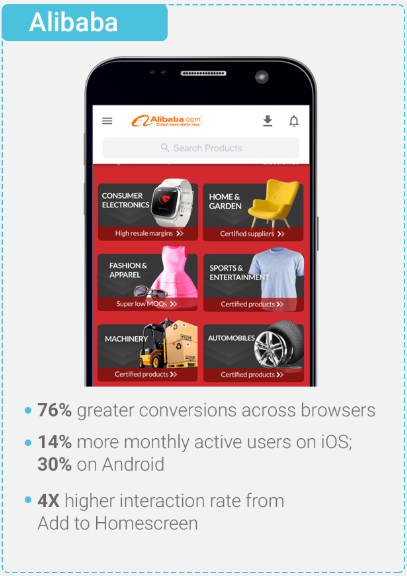 Alibaba
Alibaba.com
Global trade starts here.
Search Products
CONSUMER
ELECTRONICS
High resale margins >>
HOME &
GARDEN
Certified suppliers >>
FASHION &
APPAREL
Super low MOQs >>
SPORTS &
ENTERTAINMENT
Certified products >>
MACHINERY
Certified products >>
AUTOMOBILES
Certified products >>
• 76% greater conversions across browsers
• 14% more monthly active users on iOS;
30% on Android
• 4X higher interaction rate from
Add to Homescreen